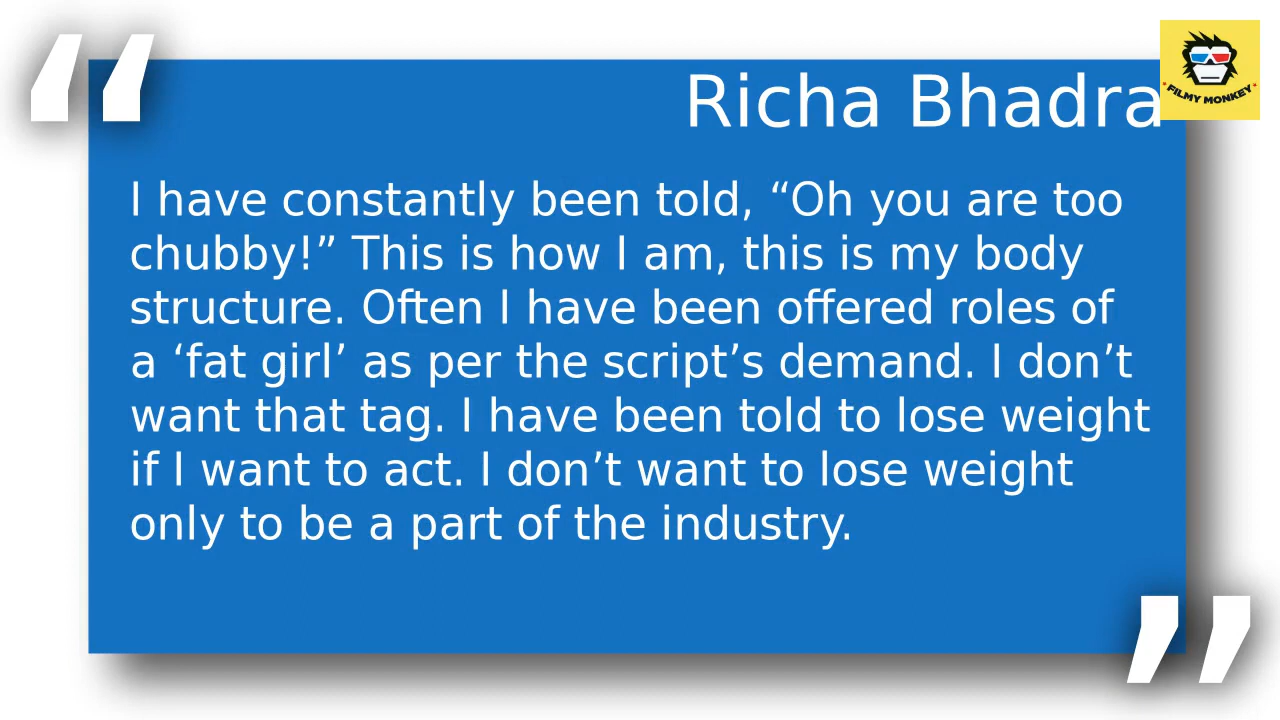 Richa Bhadra
FILMY MONKEY
I have constantly been told, “Oh you are too
chubby!” This is how I am, this is my body
structure. Often I have been offered roles of
a ‘fat girl’ as per the script’s demand. I don’t
want that tag. I have been told to lose weight
if I want to act. I don’t want to lose weight
only to be a part of the industry.